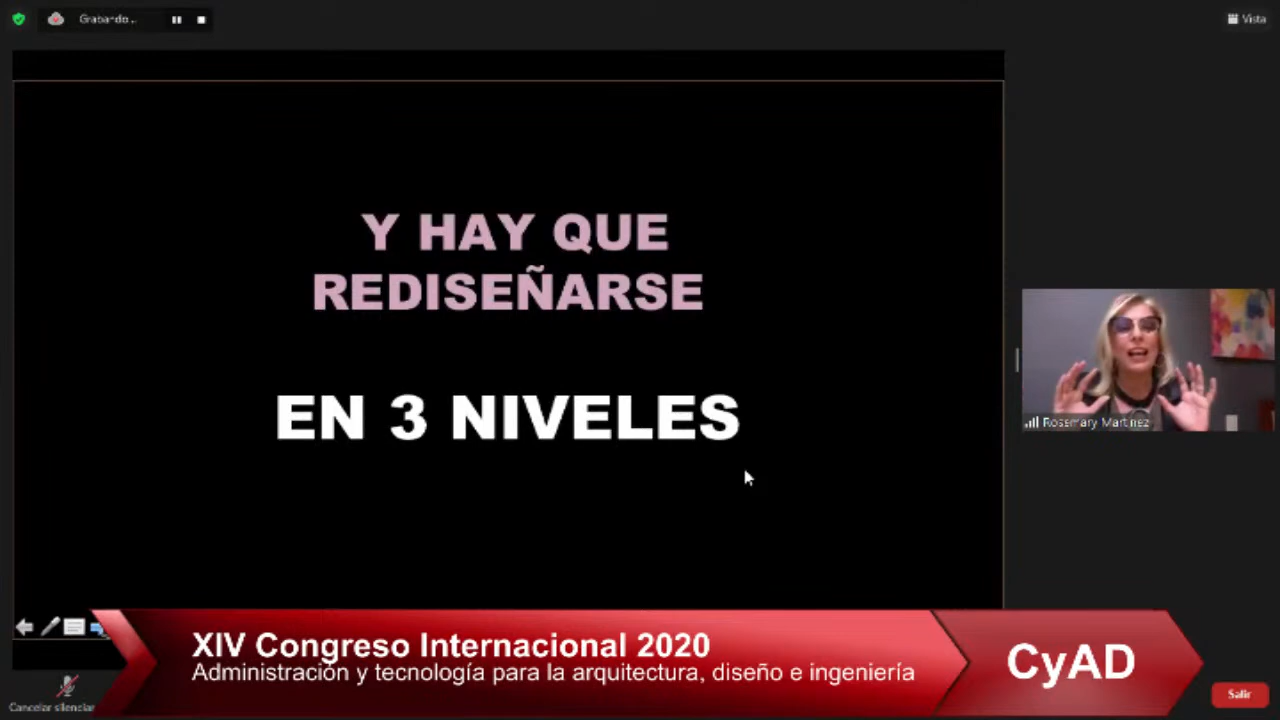 Grabando...
Vista
Y HAY QUE
REDISEÑARSE
EN 3 NIVELES
Rosemary Martinez
XIV Congreso Internacional 2020
Administración y tecnología para la arquitectura, diseño e ingeniería
CyAD
Cancelar silenciar
Salir